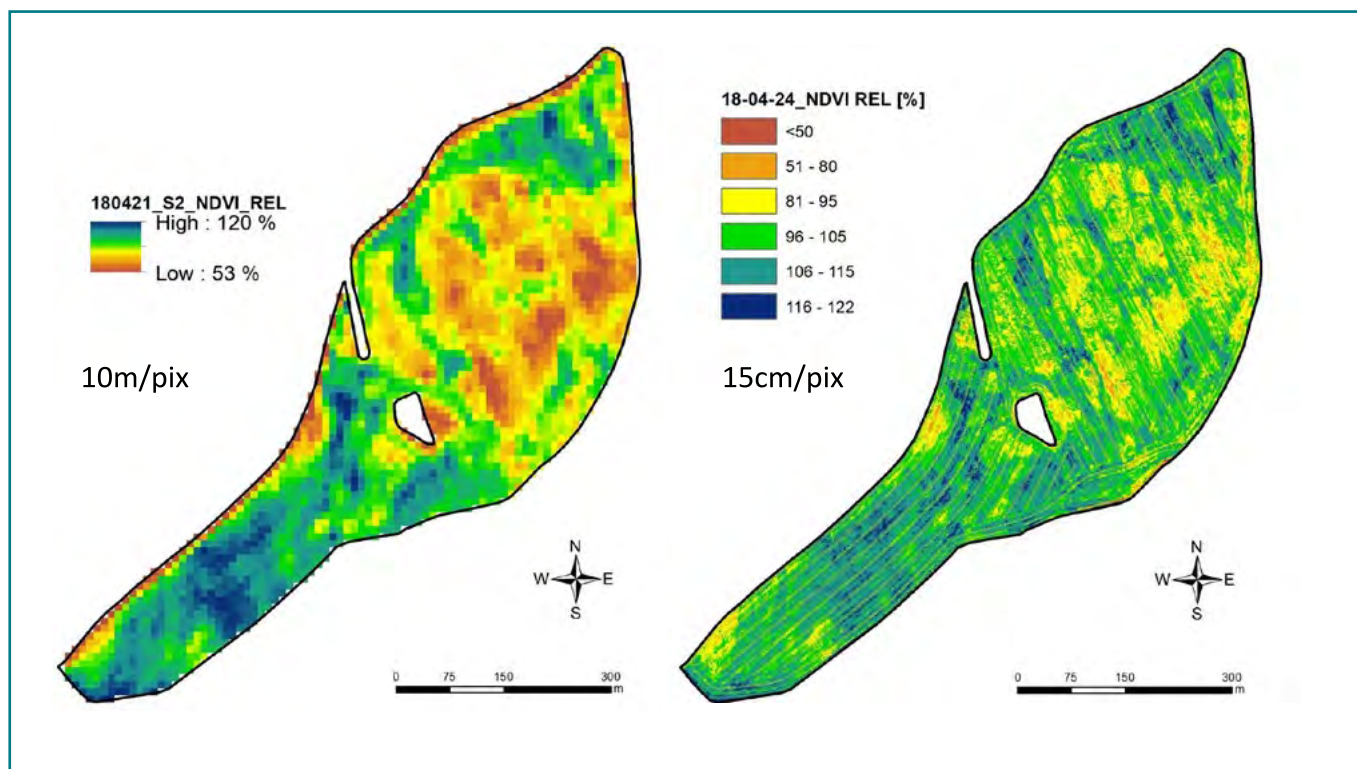 180421_S2_NDVI_REL
High : 120 %
Low : 53 %
10m/pix
N
W E
S
0 75 150 300
m
18-04-24_NDVI REL [%]
<50
51 - 80
81 - 95
96 - 105
106 - 115
116 - 122
15cm/pix
N
W E
S
0 75 150 300
m